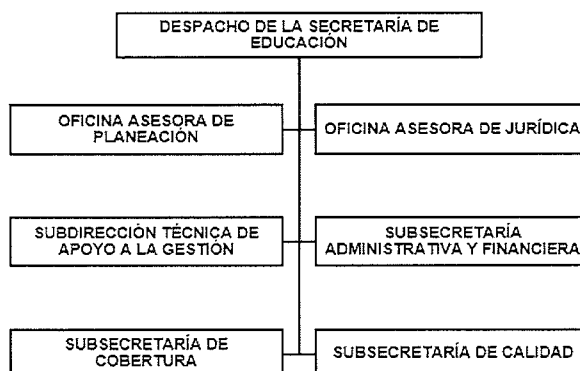 DESPACHO DE LA SECRETARÍA DE
EDUCACIÓN
OFICINA ASESORA DE
PLANEACIÓN
OFICINA ASESORA DE JURÍDICA
SUBDIRECCIÓN TÉCNICA DE
APOYO A LA GESTIÓN
SUBSECRETARÍA
ADMINISTRATIVA Y FINANCIERA
SUBSECRETARÍA DE
COBERTURA
SUBSECRETARÍA DE CALIDAD